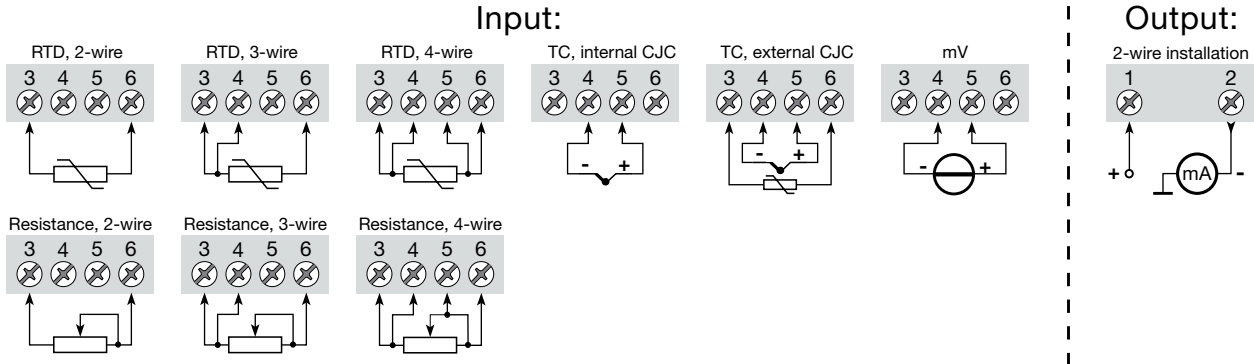 Input:
Output:
RTD, 2-wire
RTD, 3-wire
RTD, 4-wire
TC, internal CJC
TC, external CJC
mV
2-wire installation
3 4 5 6
3 4 5 6
3 4 5 6
3 4 5 6
3 4 5 6
3 4 5 6
1 2
- +
- +
- +
+ mA -
Resistance, 2-wire
Resistance, 3-wire
Resistance, 4-wire
3 4 5 6
3 4 5 6
3 4 5 6